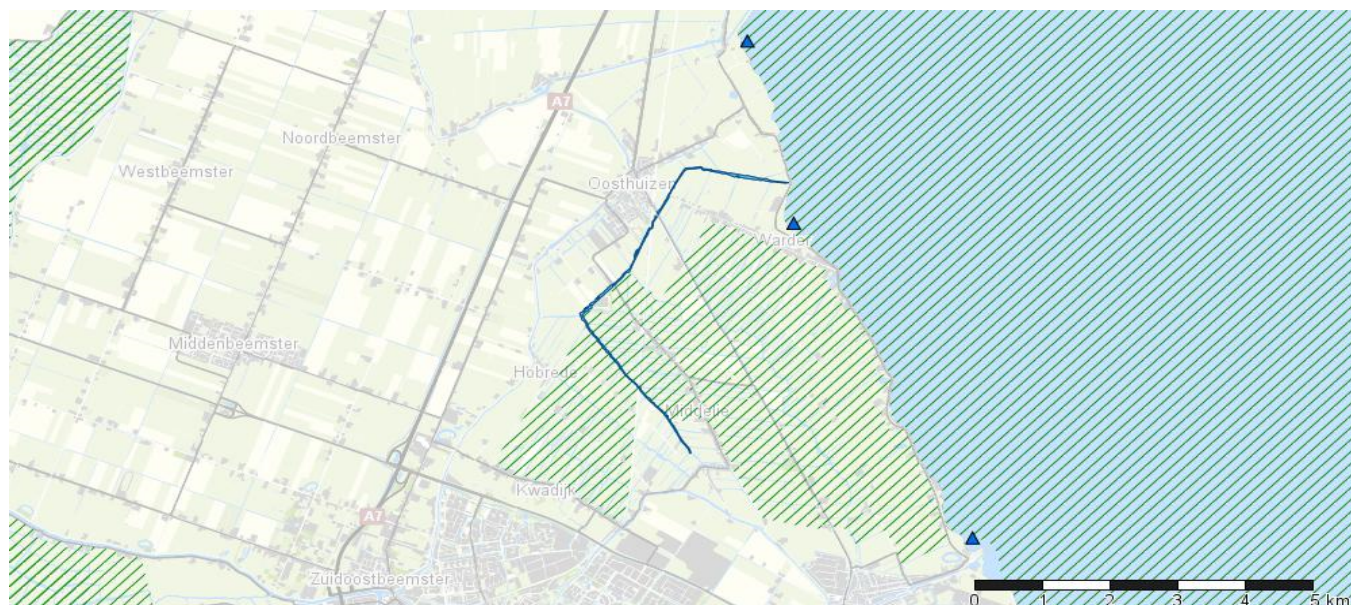 A7
Noordbeemster
Westbeemster
Oosthuizen
Warder
Middenbeemster
Hobrede
Middelie
Kwadijk
A7
Zuidoostbeemster
0 1 2 3 4 5 km